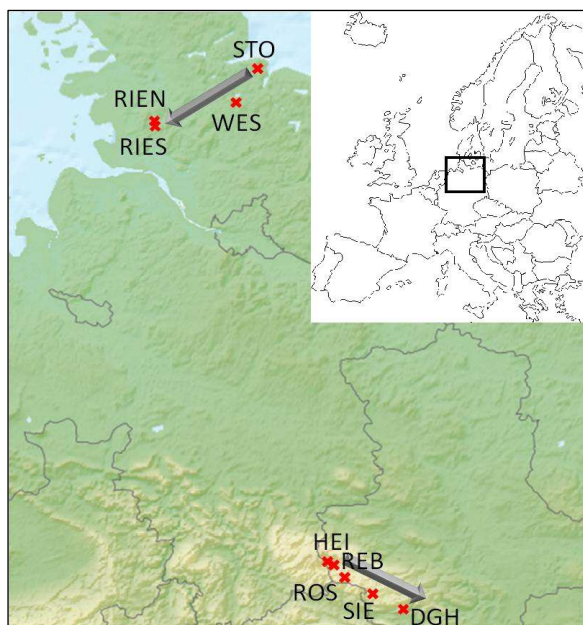 STO
RIEN
WES
RIES
HEI
REB
ROS
SIE
DGH